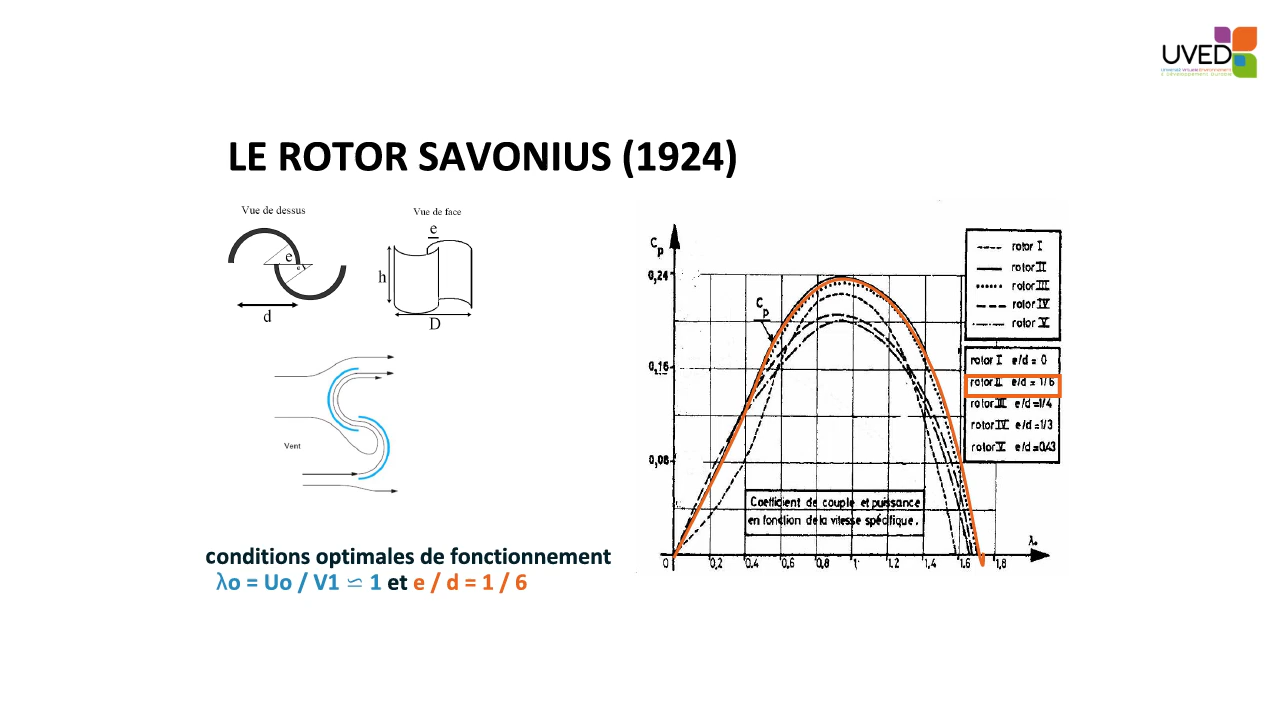 UVED
LE ROTOR SAVONIUS (1924)
Vue de dessus
e
e
d
Vue de face
e
h
D
Vent
conditions optimales de fonctionnement
λo = Uo / V1 ≌ 1 et e / d = 1 / 6
Cp
0,24
0,16
0,08
Cp
rotor I
rotor II
rotor III
rotor IV
rotor V
rotor I e/d = 0
rotor II e/d = 1/6
rotor III e/d =1/4
rotor IV e/d =1/3
rotor V e/d =0,43
Coefficient de couple et puissance
en fonction de la vitesse spécifique.
λo
0 0,2 0,4 0,6 0,8 1 1,2 1,4 1,6 1,8